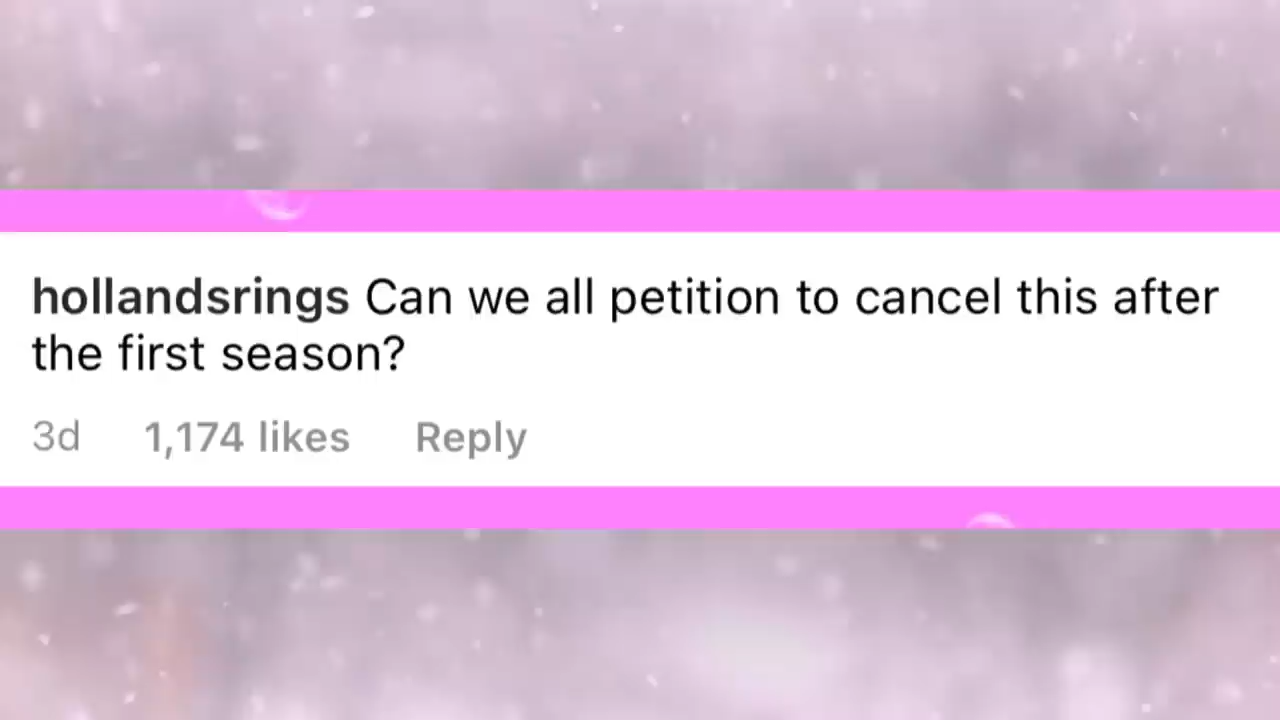 hollandsrings Can we all petition to cancel this after
the first season?
3d 1,174 likes Reply